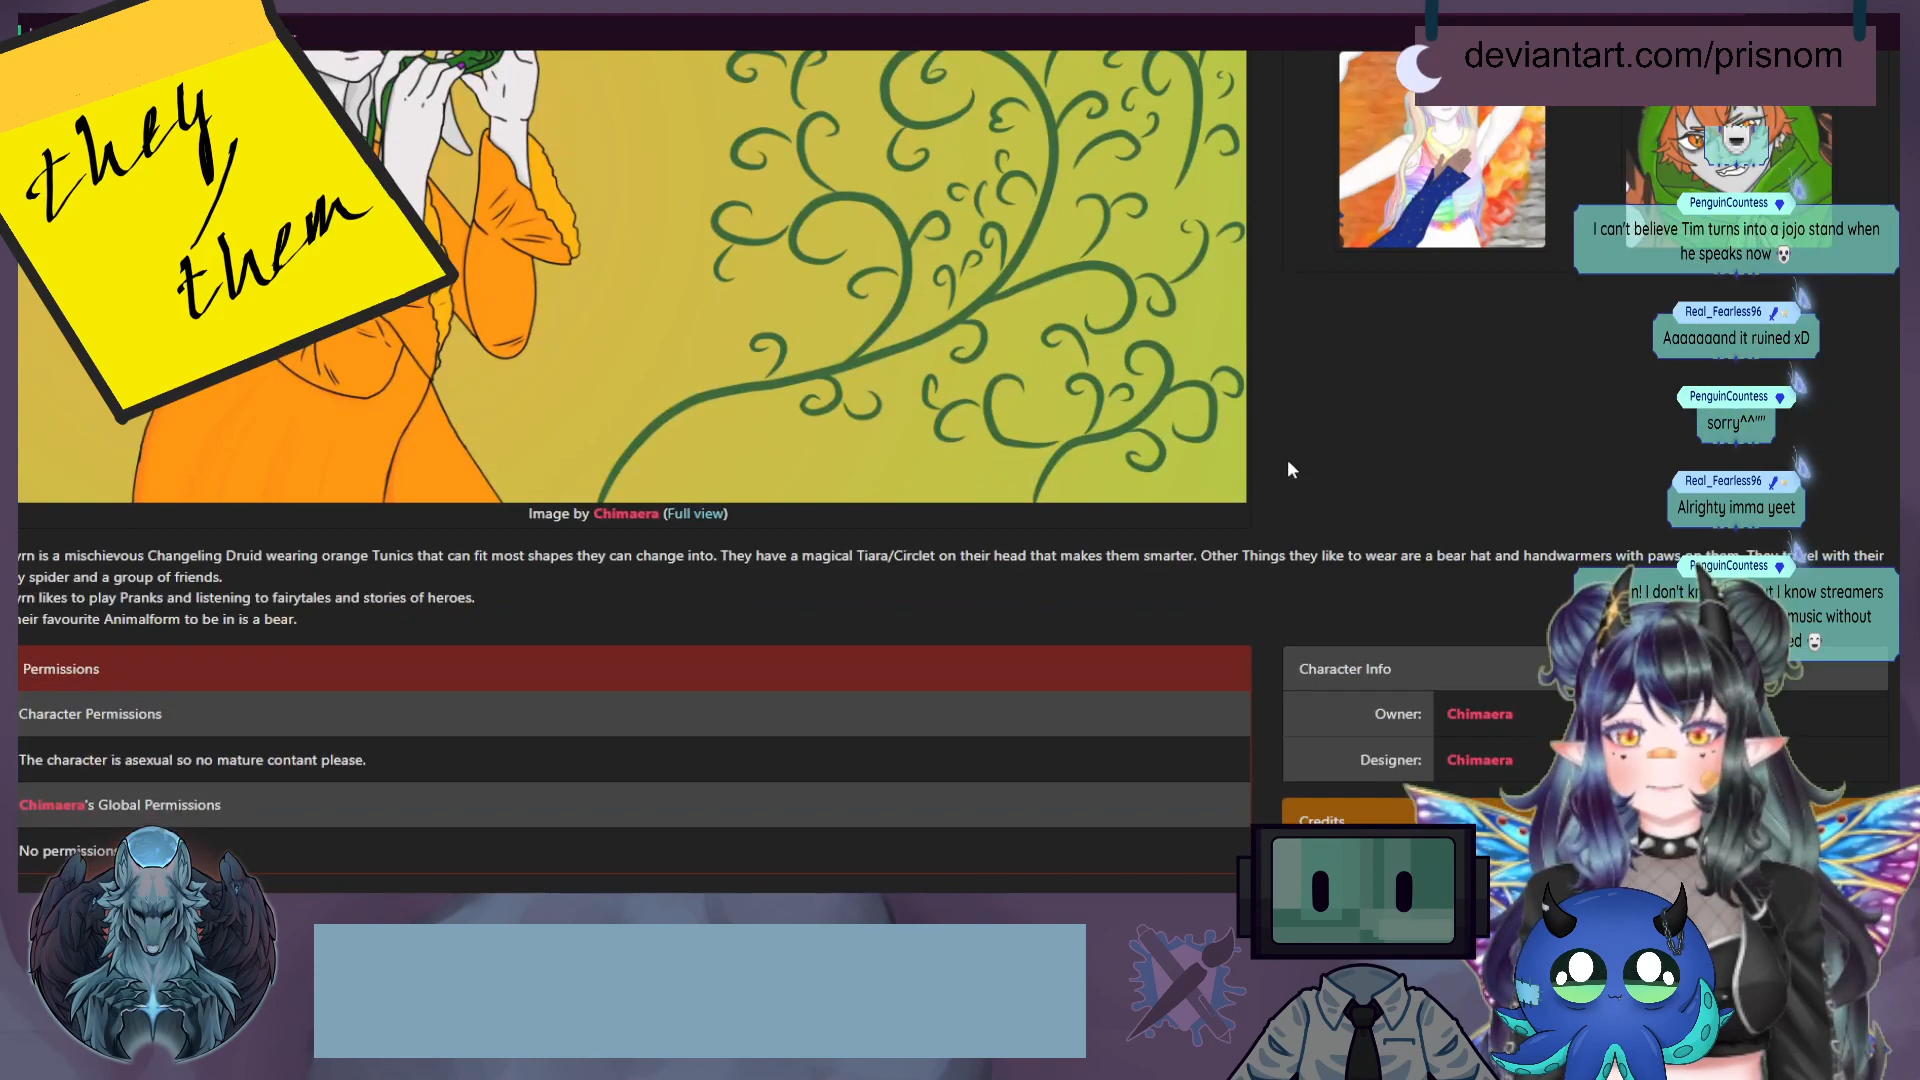 they
/
them
deviantart.com/prisnom
PenguinCountess
I can't believe Tim turns into a jojo stand when
he speaks now
Real_Fearless96
Aaaaaaand it ruined xD
PenguinCountess
sorry^^""
Real_Fearless96
Alrighty imma yeet
PenguinCountess
n! I don't I know streamers
music without
Image by Chimaera (Full view)
is a mischievous Changeling Druid wearing orange Tunics that can fit most shapes they can change into. They have a magical Tiara/Circlet on their head that makes them smarter. Other Things they like to wear are a bear hat and handwarmers with paws on them. They with their
spider and a group of friends.
likes to play Pranks and listening to fairytales and stories of heroes.
favourite Animalform to be in is a bear.
Permissions
Character Permissions
The character is asexual so no mature contant please.
Chimaera's Global Permissions
No
Character Info
Owner: Chimaera
Designer: Chimaera
Credits